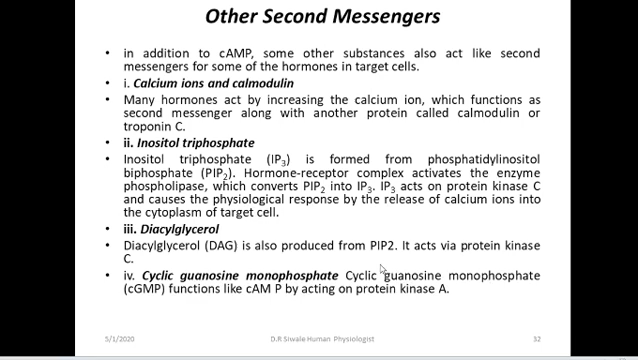 Other Second Messengers
• in addition to cAMP, some other substances also act like second
messengers for some of the hormones in target cells.
• i. Calcium ions and calmodulin
• Many hormones act by increasing the calcium ion, which functions as
second messenger along with another protein called calmodulin or
troponin C.
• ii. Inositol triphosphate
• Inositol triphosphate (IP3) is formed from phosphatidylinositol
biphosphate (PIP2). Hormone-receptor complex activates the enzyme
phospholipase, which converts PIP2 into IP3. IP3 acts on protein kinase C
and causes the physiological response by the release of calcium ions into
the cytoplasm of target cell.
• iii. Diacylglycerol
• Diacylglycerol (DAG) is also produced from PIP2. It acts via protein kinase
C.
• iv. Cyclic guanosine monophosphate Cyclic guanosine monophosphate
(cGMP) functions like cAM P by acting on protein kinase A.
5/1/2020 D.R Siwale Human Physiologist 32